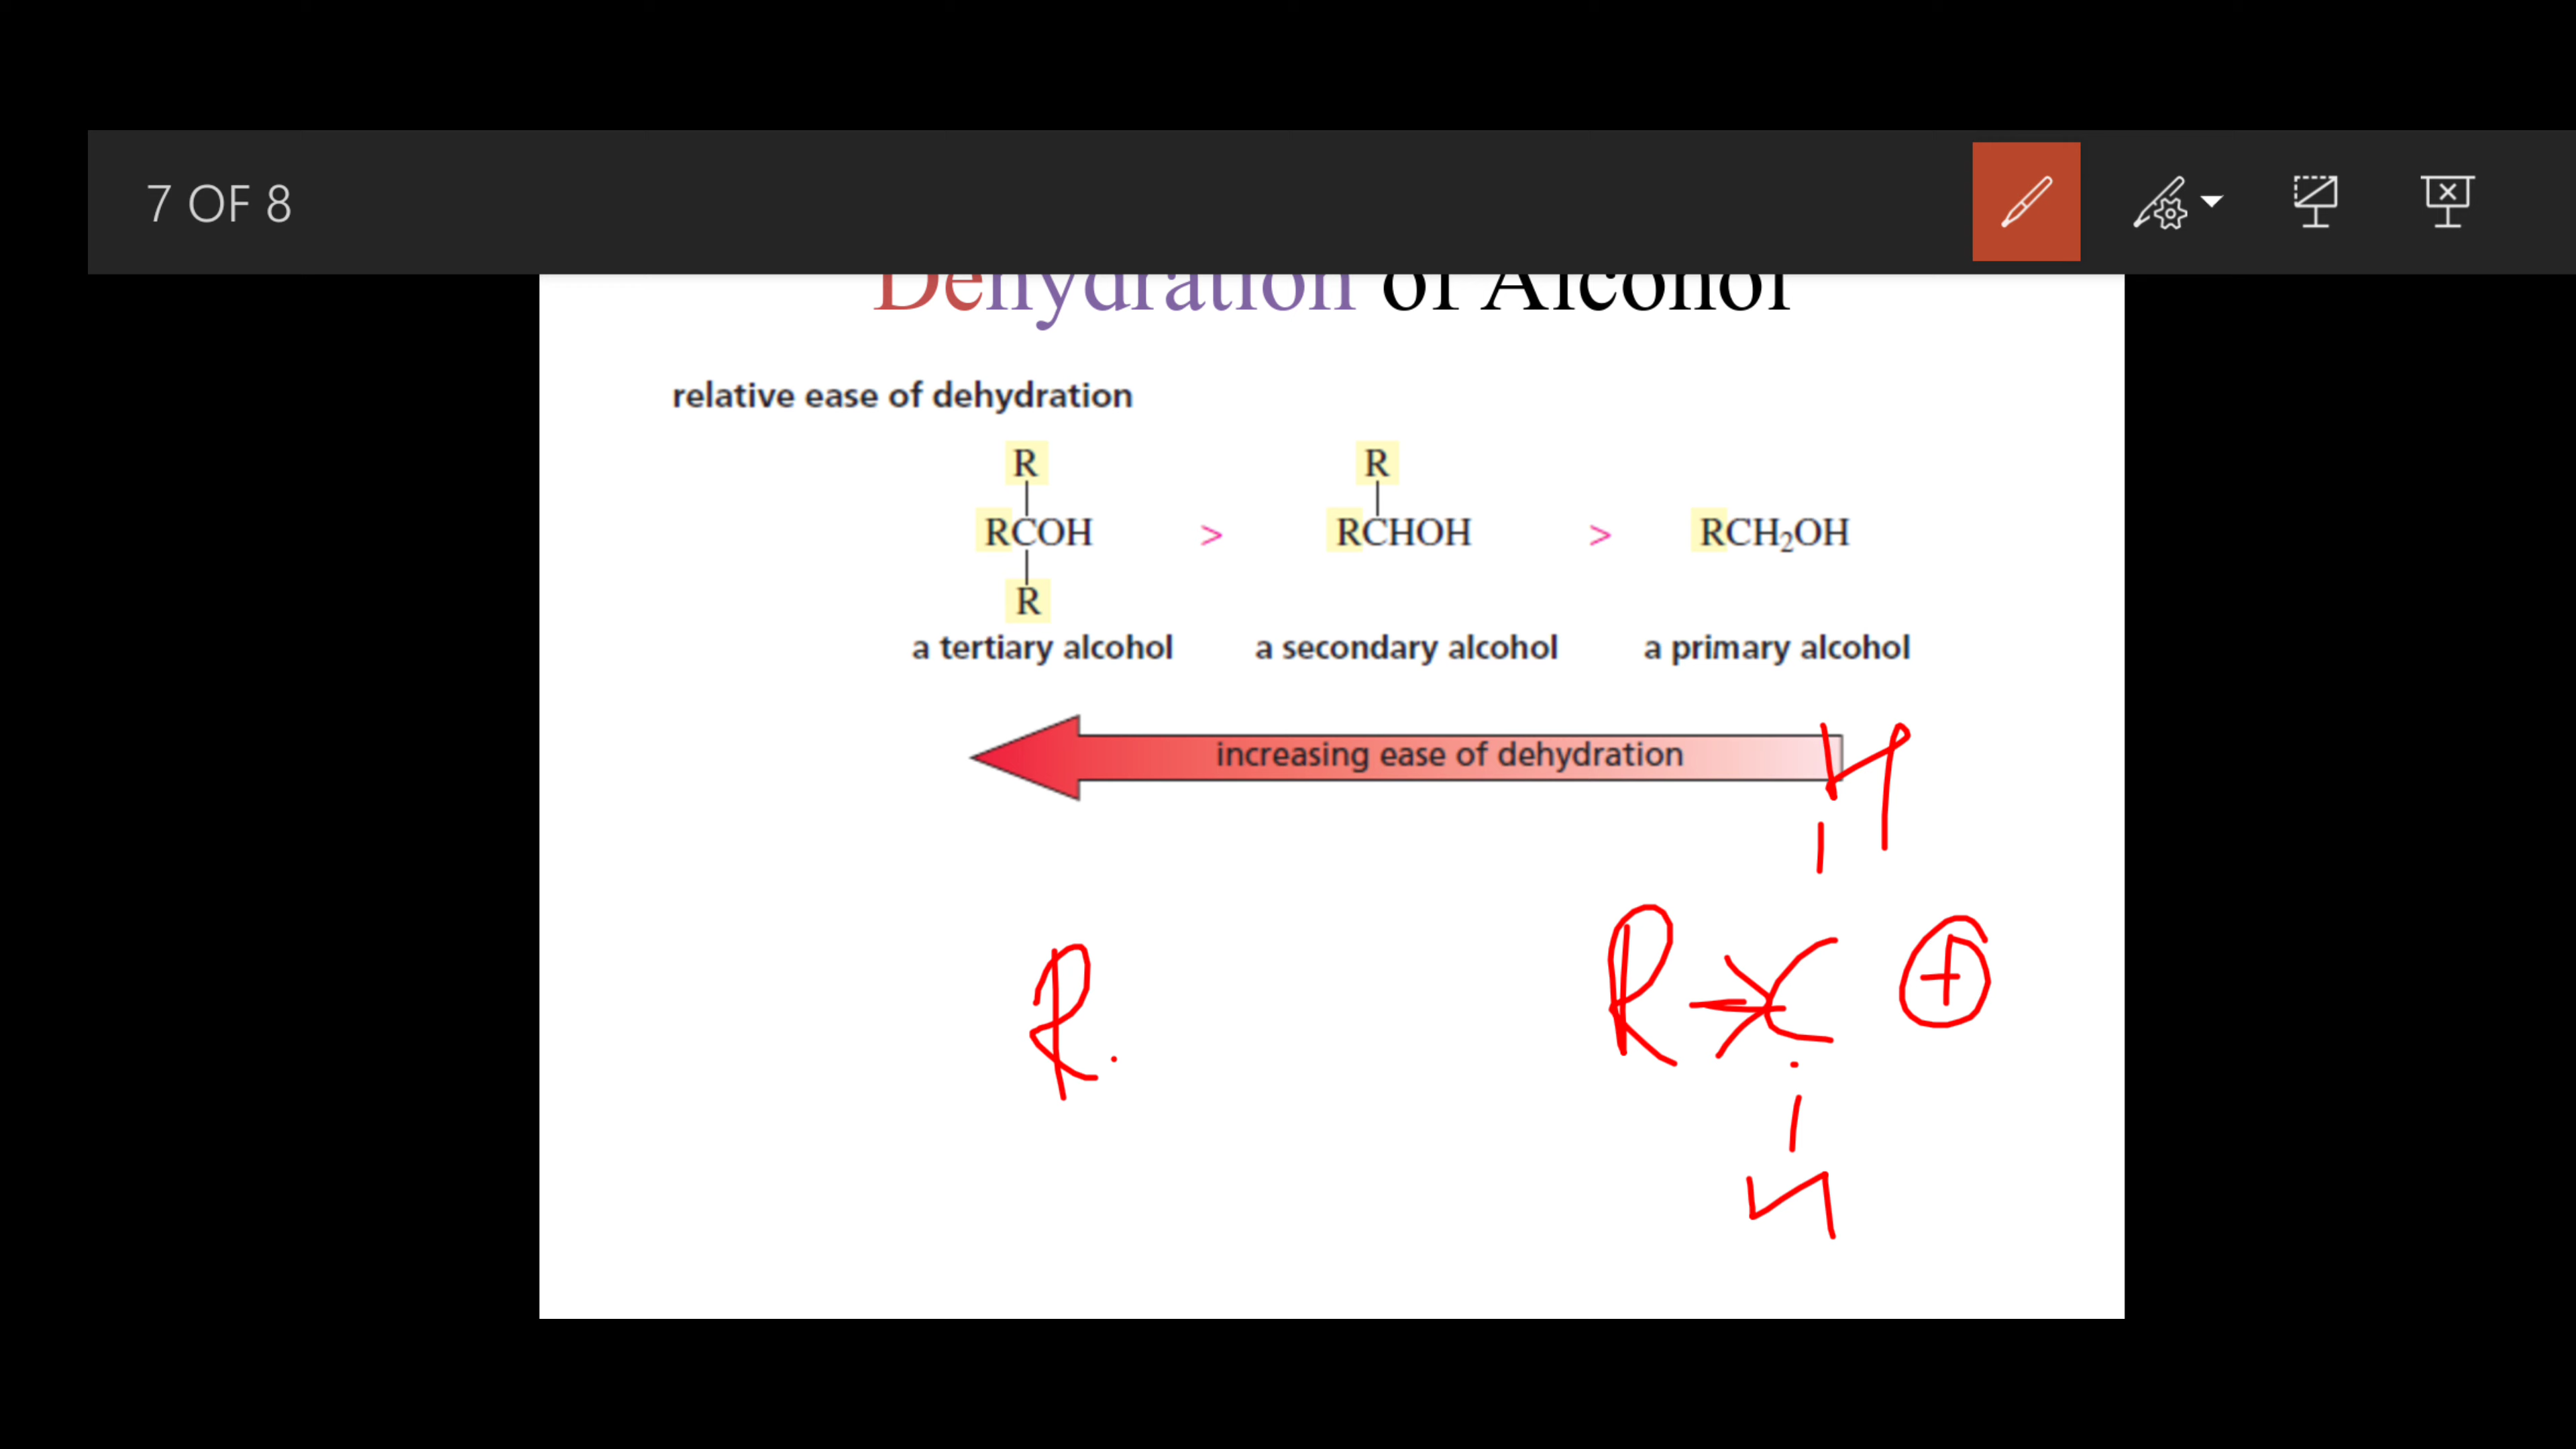 7 OF 8
Dehydration of Alcohol
relative ease of dehydration
R R
RCOH > RCHOH > RCH₂OH
R
a tertiary alcohol a secondary alcohol a primary alcohol
increasing ease of dehydration
H
R. R → C +
H